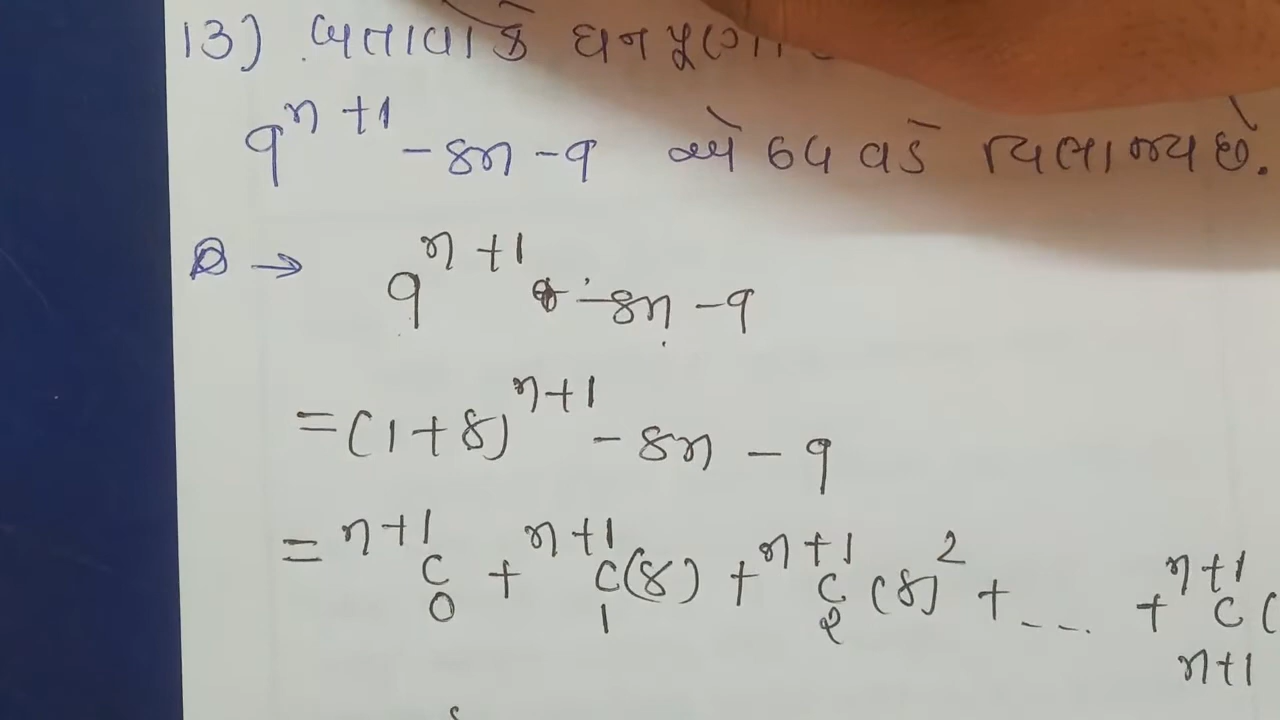 13) બતાવો કે ઘન પૂર્ણાં
9^{n+1} - 8n - 9 એ 64 વડે વિભાજ્ય છે.
→ 9^{n+1} - 8n - 9
= (1+8)^{n+1} - 8n - 9
= ^{n+1}C_0 + ^{n+1}C_1 (8) + ^{n+1}C_2 (8)^2 + ... + ^{n+1}C_{n+1} (